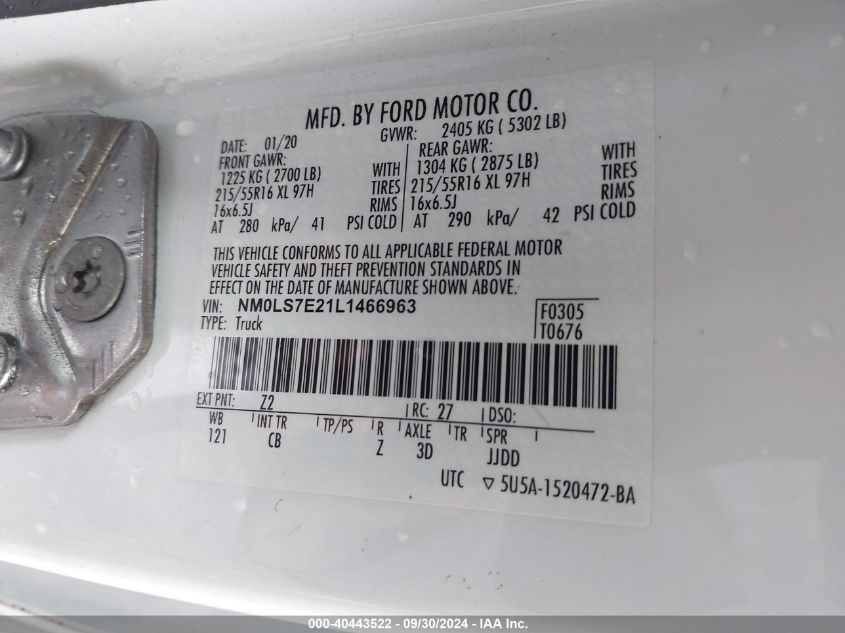 MFD. BY FORD MOTOR CO.
DATE: 01/20 GVWR: 2405 KG ( 5302 LB)
FRONT GAWR: REAR GAWR:
1225 KG ( 2700 LB) WITH 1304 KG ( 2875 LB) WITH
215/55R16 XL 97H TIRES 215/55R16 XL 97H TIRES
16x6.5J RIMS 16x6.5J RIMS
AT 280 kPa/ 41 PSI COLD AT 290 kPa/ 42 PSI COLD
THIS VEHICLE CONFORMS TO ALL APPLICABLE FEDERAL MOTOR
VEHICLE SAFETY AND THEFT PREVENTION STANDARDS IN
EFFECT ON THE DATE OF MANUFACTURE SHOWN ABOVE.
VIN: NM0LS7E21L1466963 F0305
TYPE: Truck T0676
EXT PNT: Z2 RC: 27 DSO:
WB INT TR TP/PS R AXLE TR SPR
121 CB Z 3D JJDD
UTC ▽ 5U5A-1520472-BA
000-40443522 - 09/30/2024 - IAA Inc.